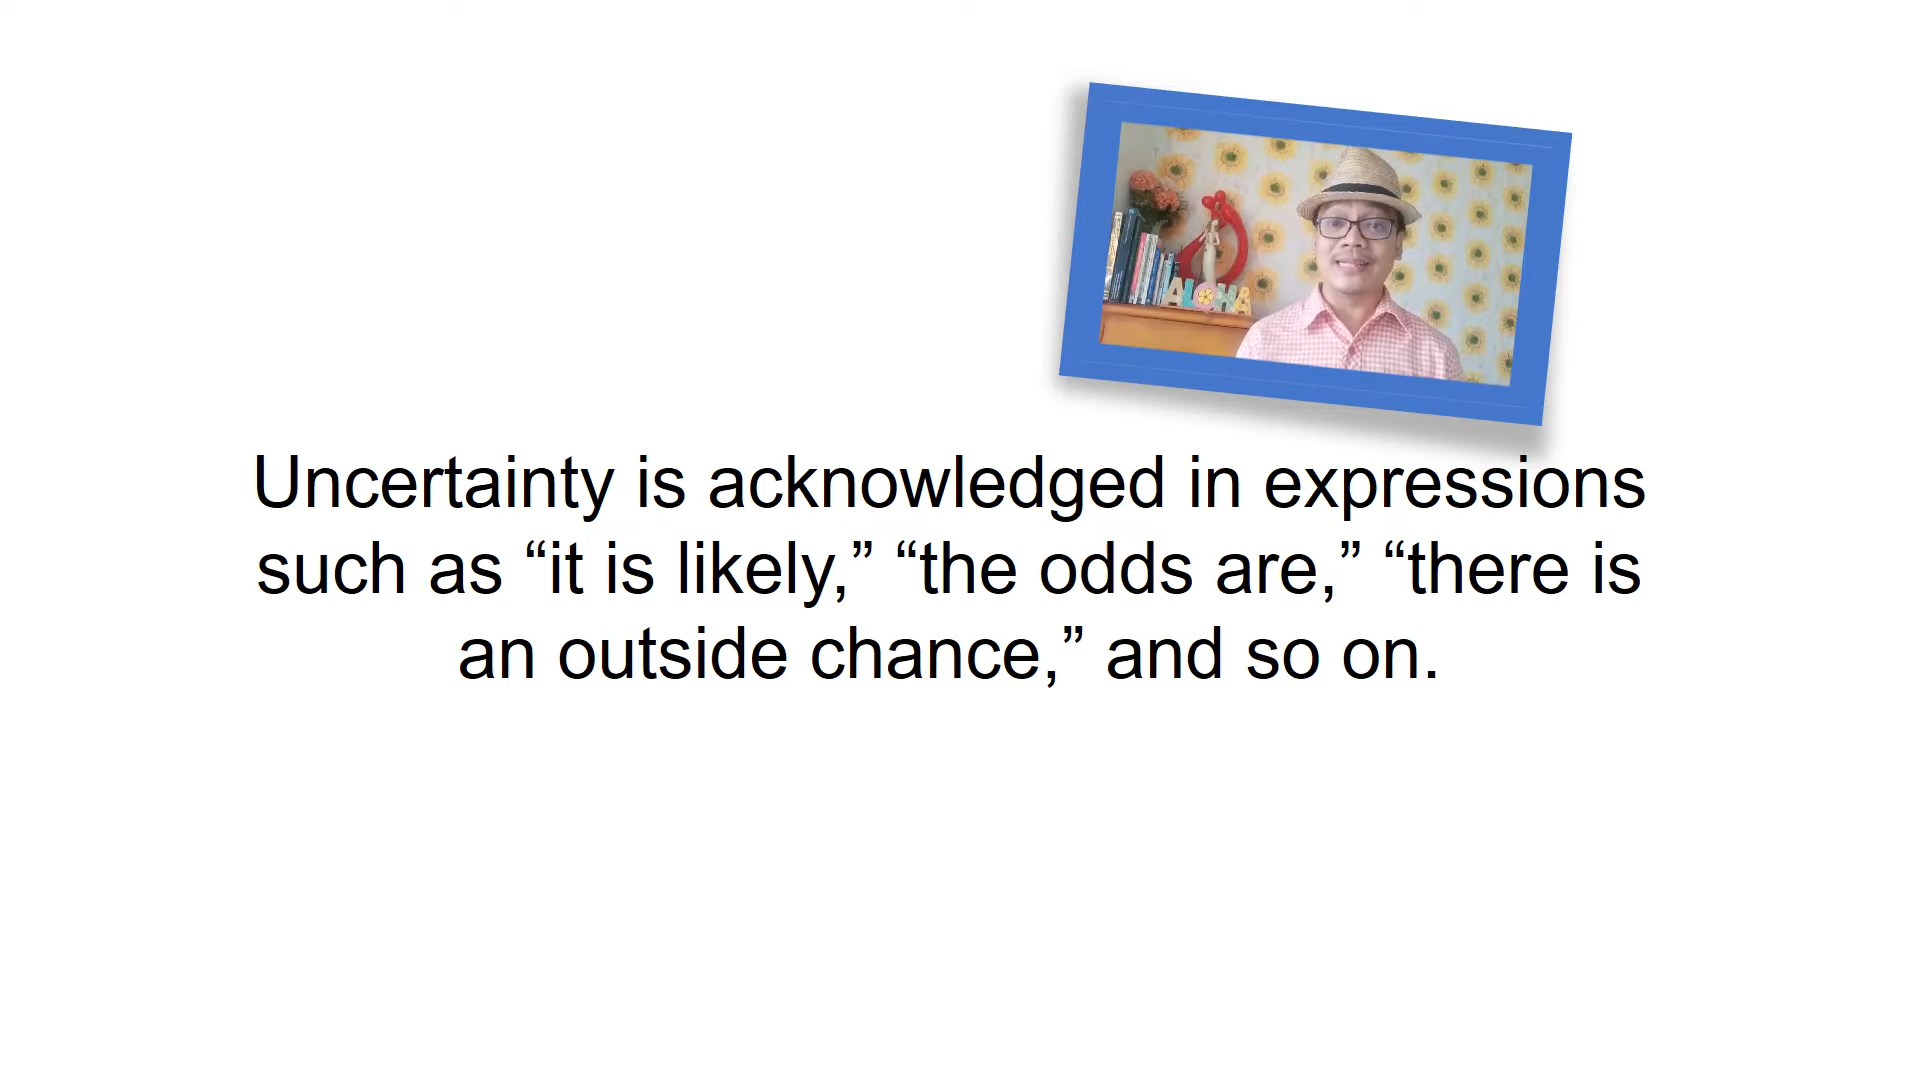 ALOHA
Uncertainty is acknowledged in expressions
such as “it is likely,” “the odds are,” “there is
an outside chance,” and so on.